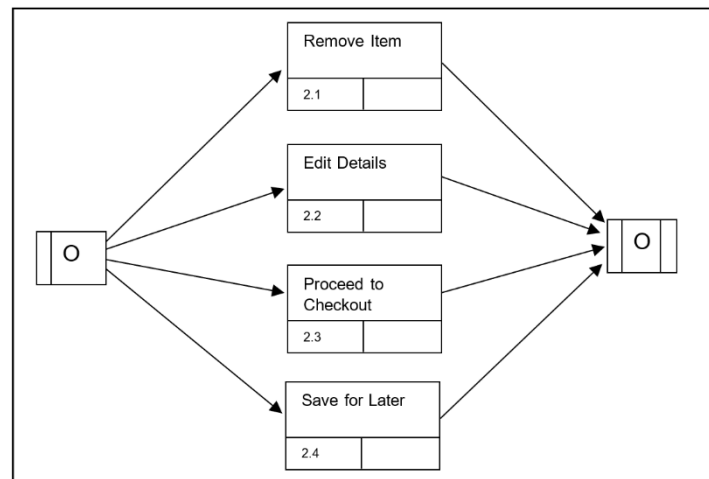 Remove Item
2.1
Edit Details
2.2
O
O
Proceed to
Checkout
2.3
Save for Later
2.4